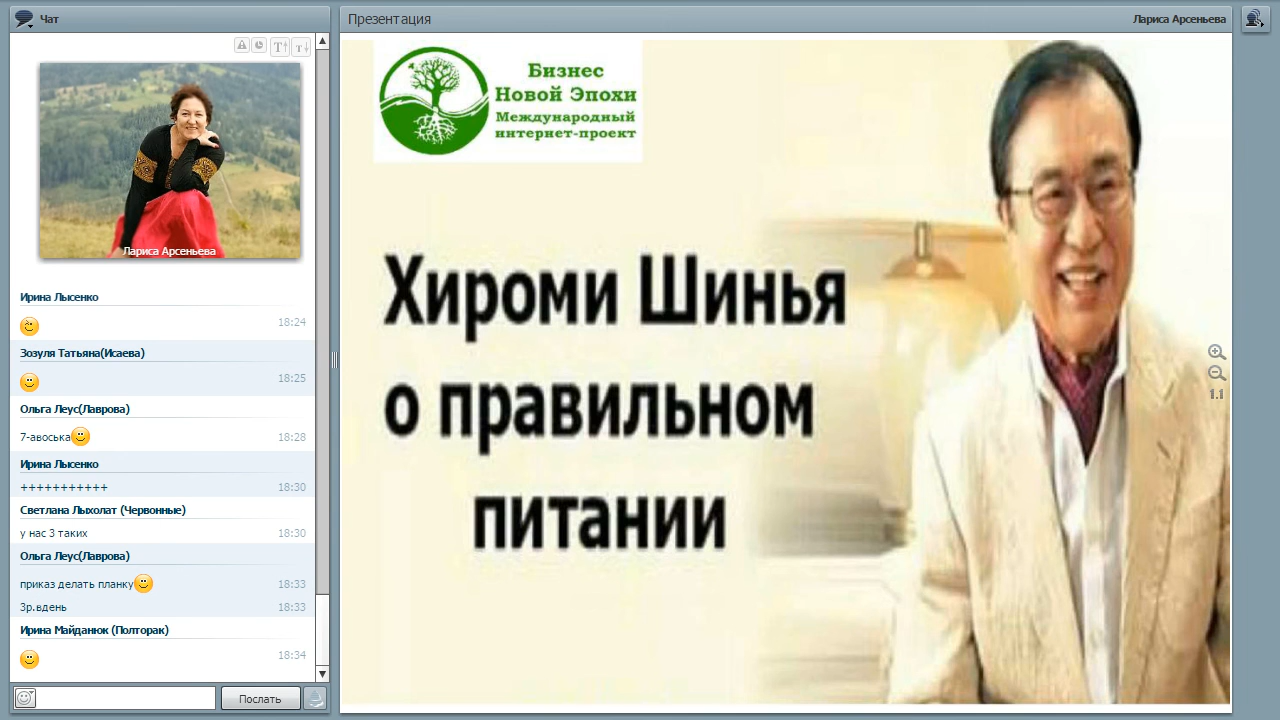 Чат
Лариса Арсеньева
Ирина Лысенко
18:24
Зозуля Татьяна(Исаева)
18:25
Ольга Леус(Лаврова)
7-авоська
18:28
Ирина Лысенко
+++++++++++
18:30
Светлана Лыхолат (Червонные)
у нас 3 таких
18:30
Ольга Леус(Лаврова)
приказ делать планку
18:33
3р.вдень
18:33
Ирина Майданюк (Полторак)
18:34
Послать
Презентация
Лариса Арсеньева
Бизнес
Новой Эпохи
Международный
интернет-проект
Хироми Шинья
о правильном
питании
1:1